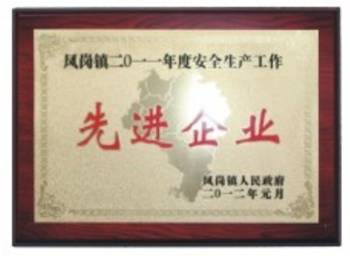 凤岗镇二〇一一年度安全生产工作
先进企业
凤岗镇人民政府
二〇一二年元月